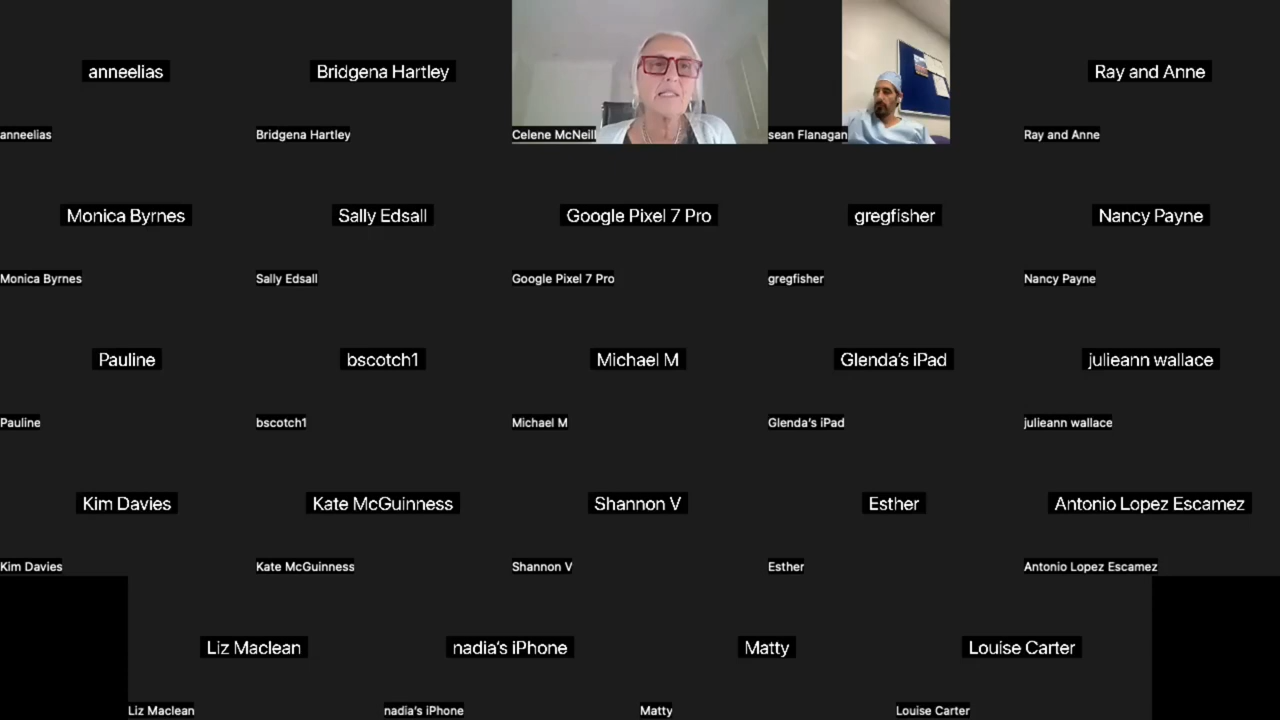 anneelias
Bridgena Hartley
Ray and Anne
anneelias
Bridgena Hartley
Celene McNeill
sean Flanagan
Ray and Anne
Monica Byrnes
Sally Edsall
Google Pixel 7 Pro
gregfisher
Nancy Payne
Monica Byrnes
Sally Edsall
Google Pixel 7 Pro
gregfisher
Nancy Payne
Pauline
bscotch1
Michael M
Glenda's iPad
julieann wallace
Pauline
bscotch1
Michael M
Glenda's iPad
julieann wallace
Kim Davies
Kate McGuinness
Shannon V
Esther
Antonio Lopez Escamez
Kim Davies
Kate McGuinness
Shannon V
Esther
Antonio Lopez Escamez
Liz Maclean
nadia's iPhone
Matty
Louise Carter
Liz Maclean
nadia's iPhone
Matty
Louise Carter